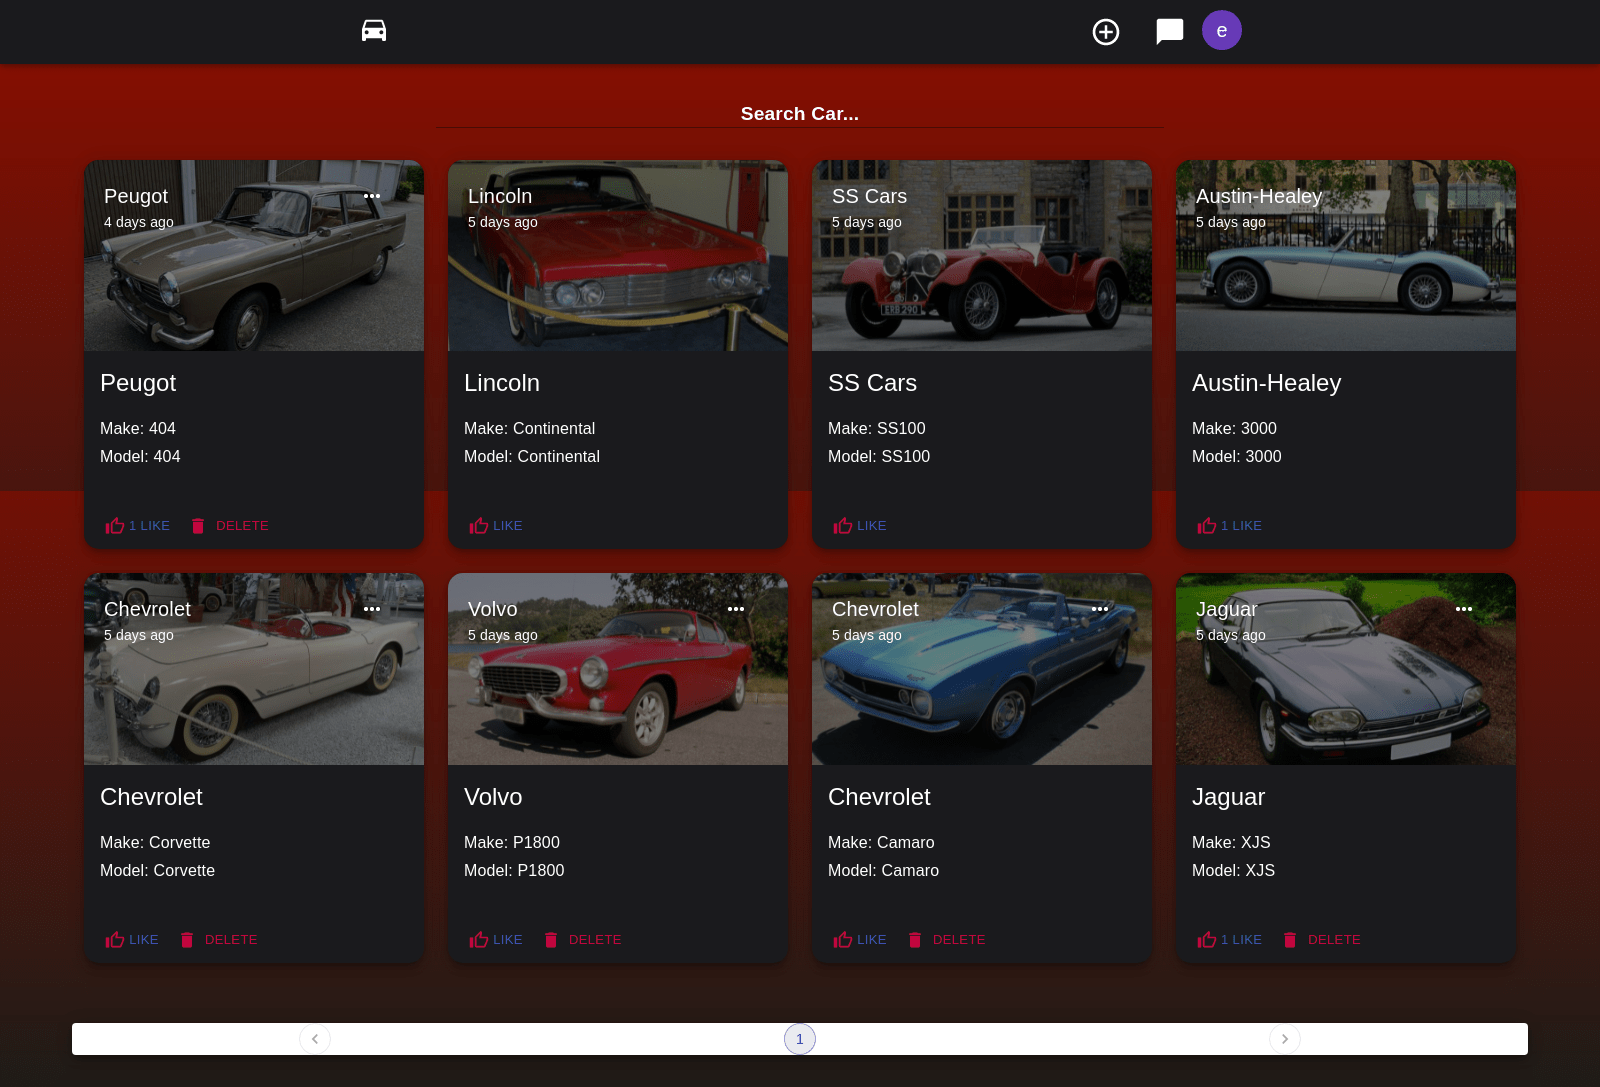 e
Search Car...
Peugot
4 days ago
Lincoln
5 days ago
SS Cars
5 days ago
ERB 290
Austin-Healey
5 days ago
Peugot
Make: 404
Model: 404
1 LIKE DELETE
Lincoln
Make: Continental
Model: Continental
LIKE
SS Cars
Make: SS100
Model: SS100
LIKE
Austin-Healey
Make: 3000
Model: 3000
1 LIKE
Chevrolet
5 days ago
Volvo
5 days ago
Chevrolet
5 days ago
Jaguar
5 days ago
Chevrolet
Make: Corvette
Model: Corvette
LIKE DELETE
Volvo
Make: P1800
Model: P1800
LIKE DELETE
Chevrolet
Make: Camaro
Model: Camaro
LIKE DELETE
Jaguar
Make: XJS
Model: XJS
1 LIKE DELETE
1